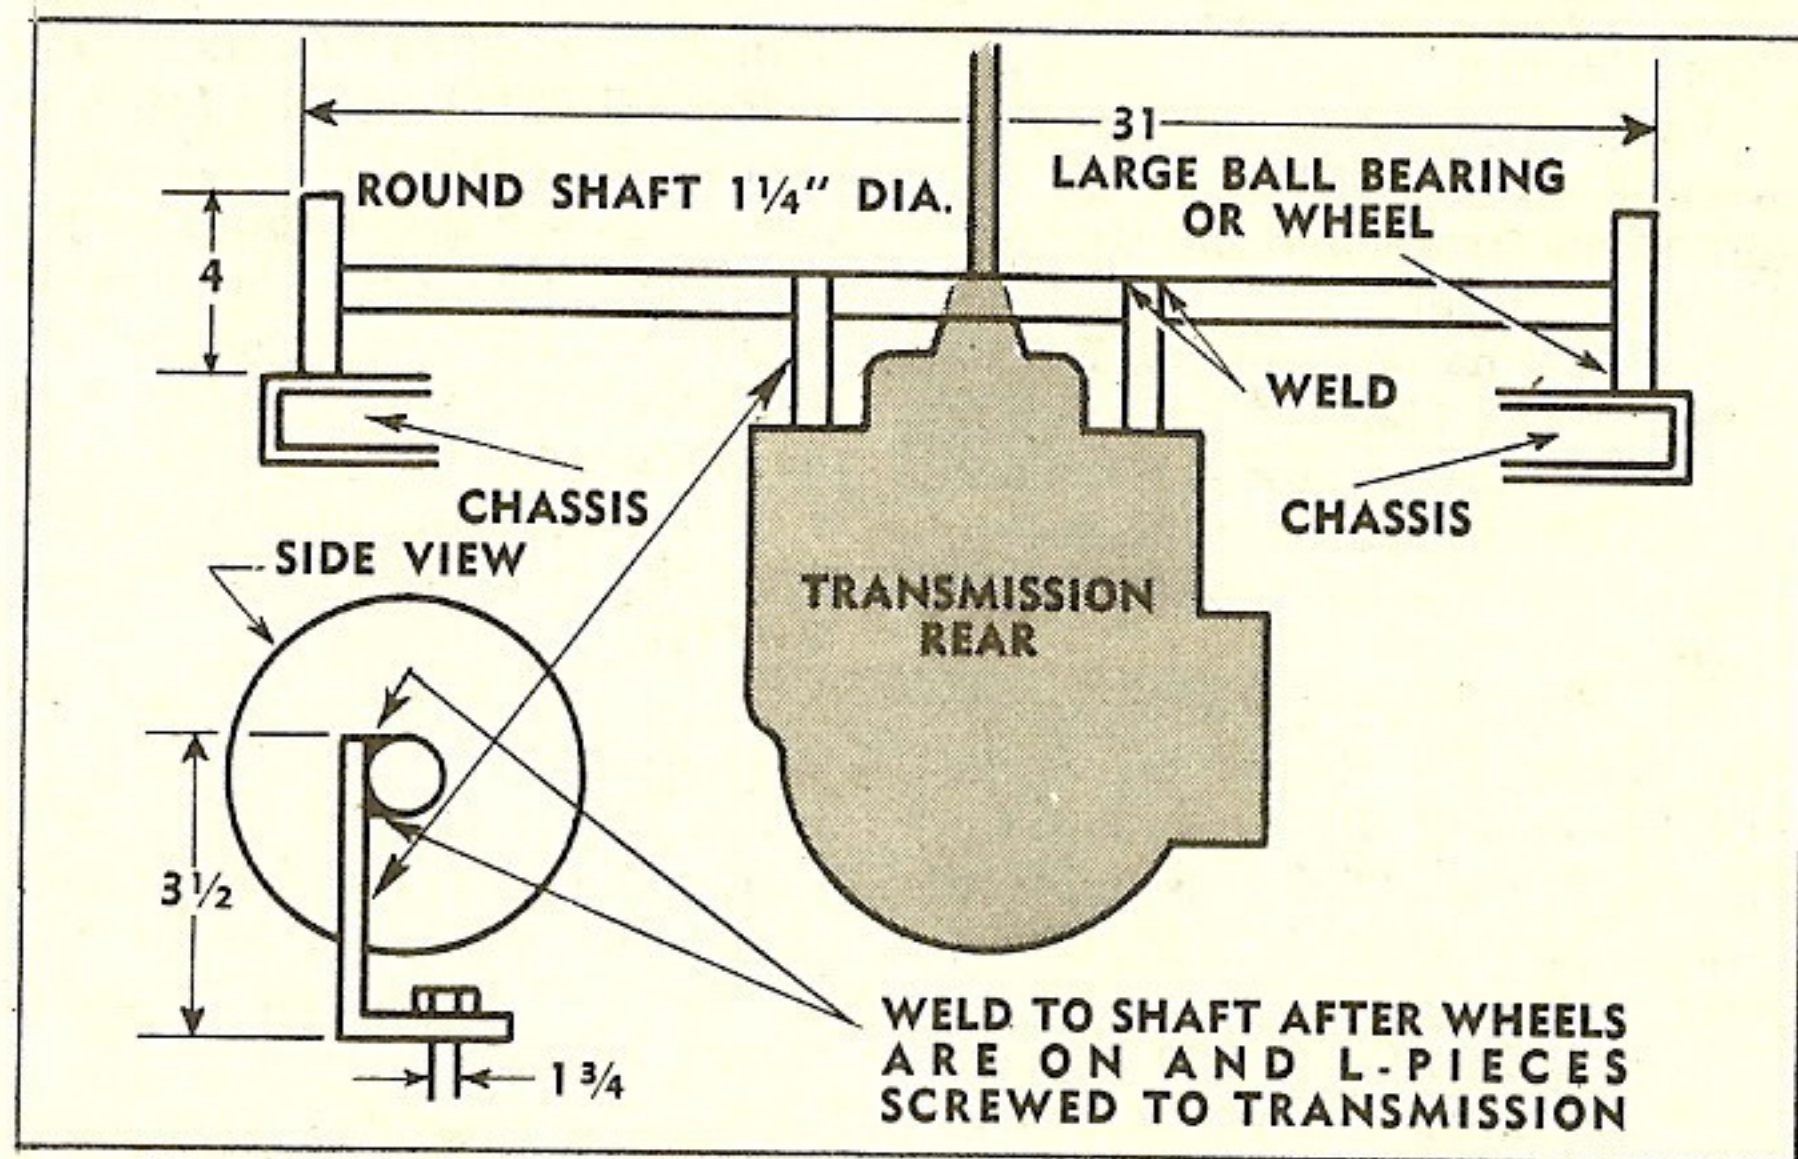 31
ROUND SHAFT 1¼" DIA.
LARGE BALL BEARING
OR WHEEL
4
WELD
CHASSIS
CHASSIS
SIDE VIEW
TRANSMISSION
REAR
3½
1¾
WELD TO SHAFT AFTER WHEELS
ARE ON AND L-PIECES
SCREWED TO TRANSMISSION